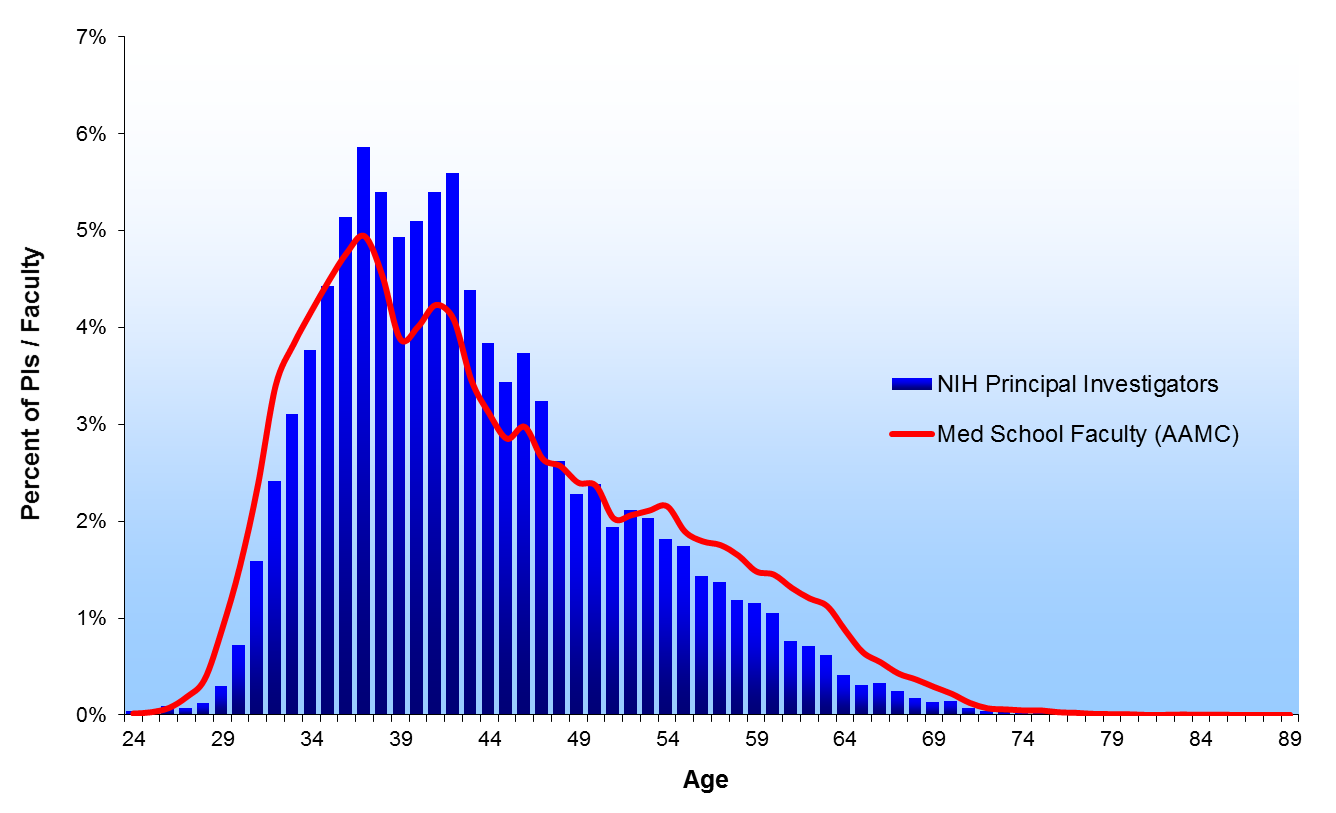 7%
6%
5%
4%
3%
2%
1%
0%
Percent of PIs / Faculty
NIH Principal Investigators
Med School Faculty (AAMC)
24 29 34 39 44 49 54 59 64 69 74 79 84 89
Age